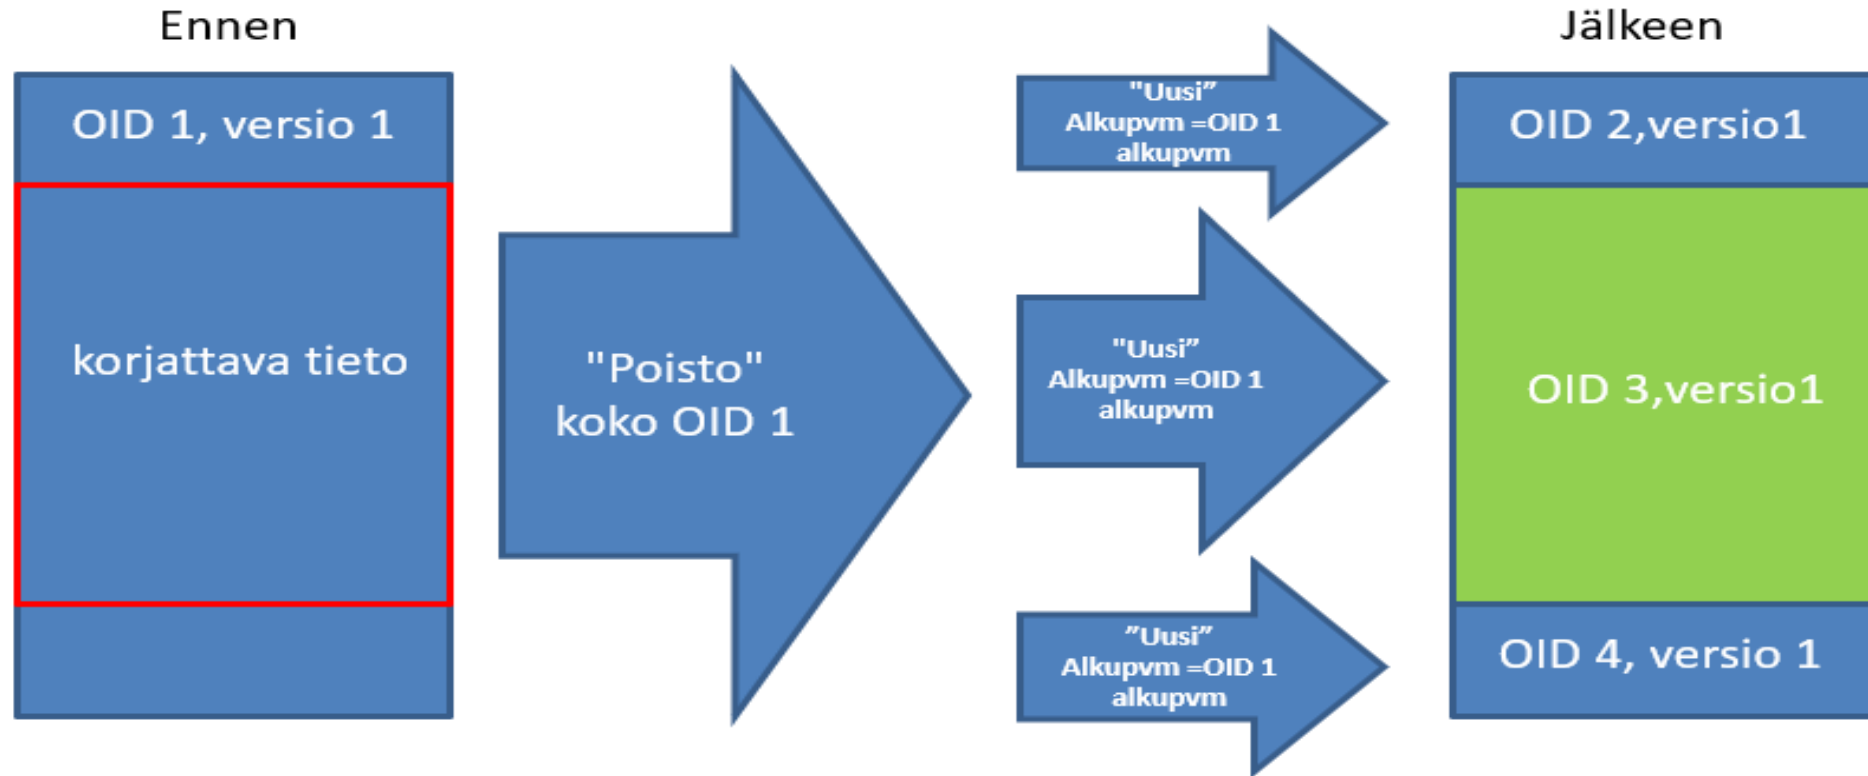 Ennen
Jälkeen
OID 1, versio 1
korjattava tieto
"Poisto"
koko OID 1
"Uusi”
Alkupvm =OID 1
alkupvm
"Uusi”
Alkupvm =OID 1
alkupvm
”Uusi”
Alkupvm =OID 1
alkupvm
OID 2,versio1
OID 3,versio1
OID 4, versio 1